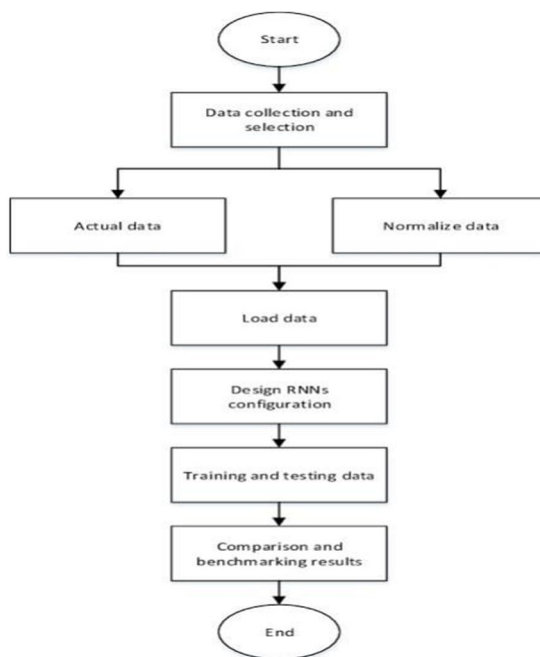 Start
Data collection and
selection
Actual data
Normalize data
Load data
Design RNNs
configuration
Training and testing data
Comparison and
benchmarking results
End